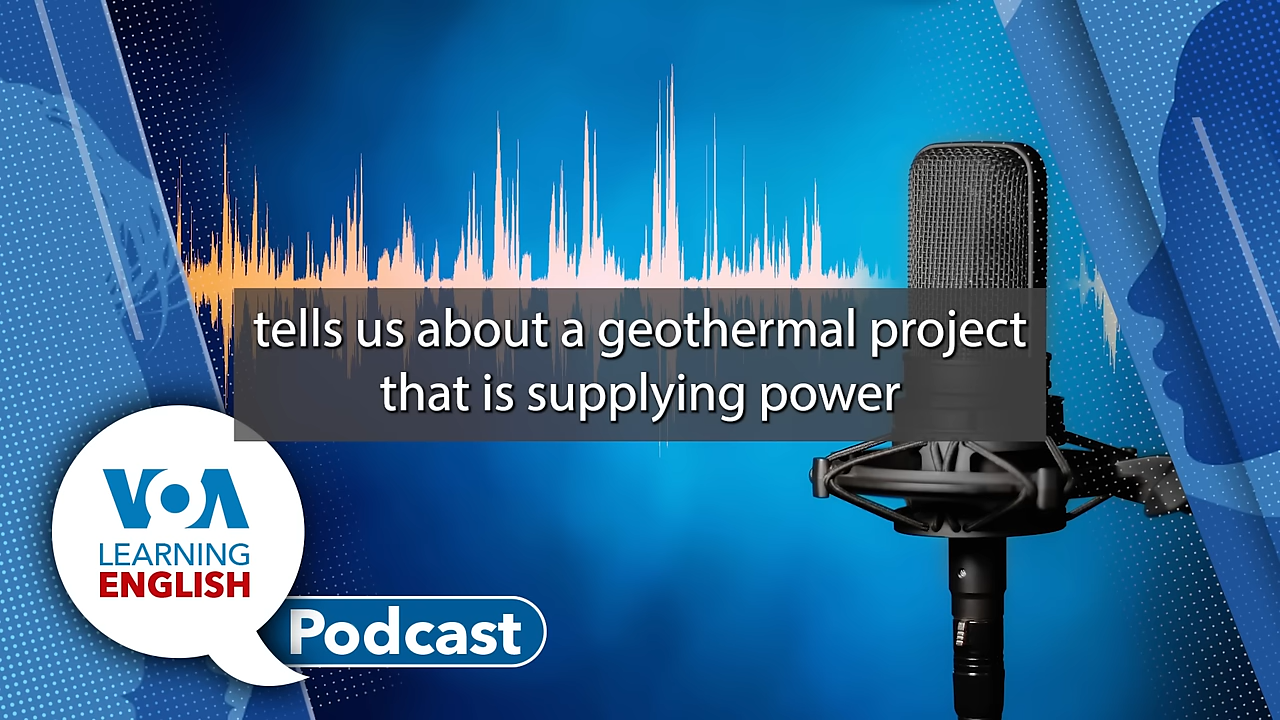 tells us about a geothermal project
that is supplying power
VOA
LEARNING
ENGLISH
Podcast